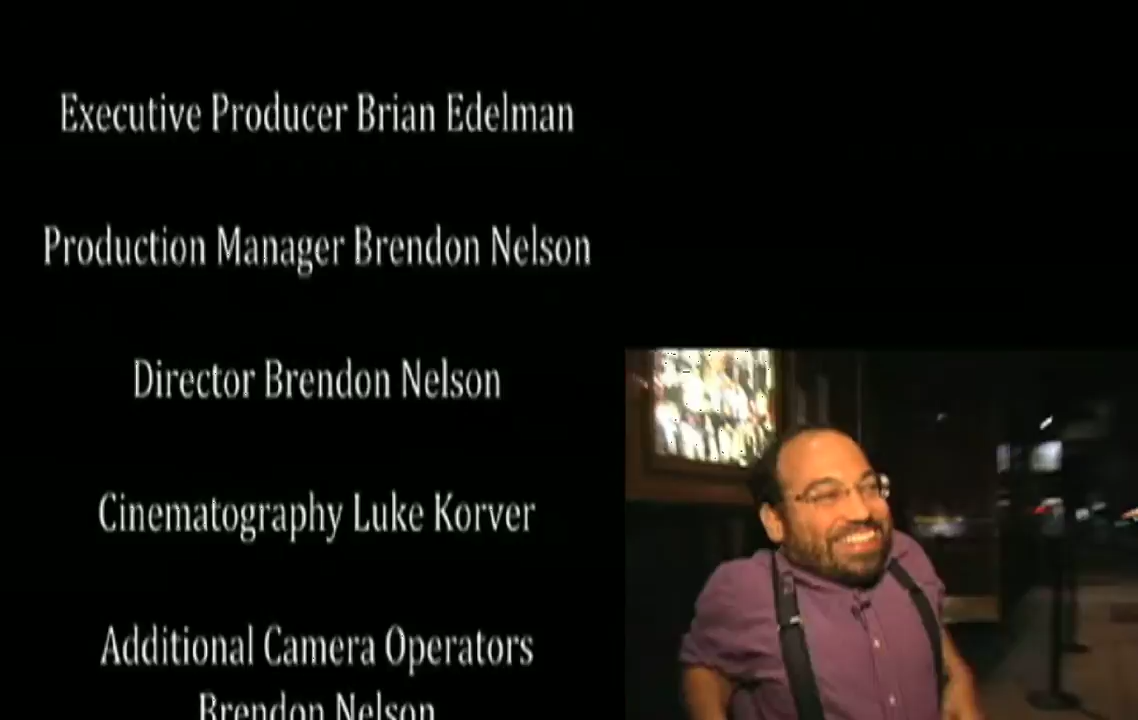 Executive Producer Brian Edelman
Production Manager Brendon Nelson
Director Brendon Nelson
Cinematography Luke Korver
Additional Camera Operators
Brendon Nelson